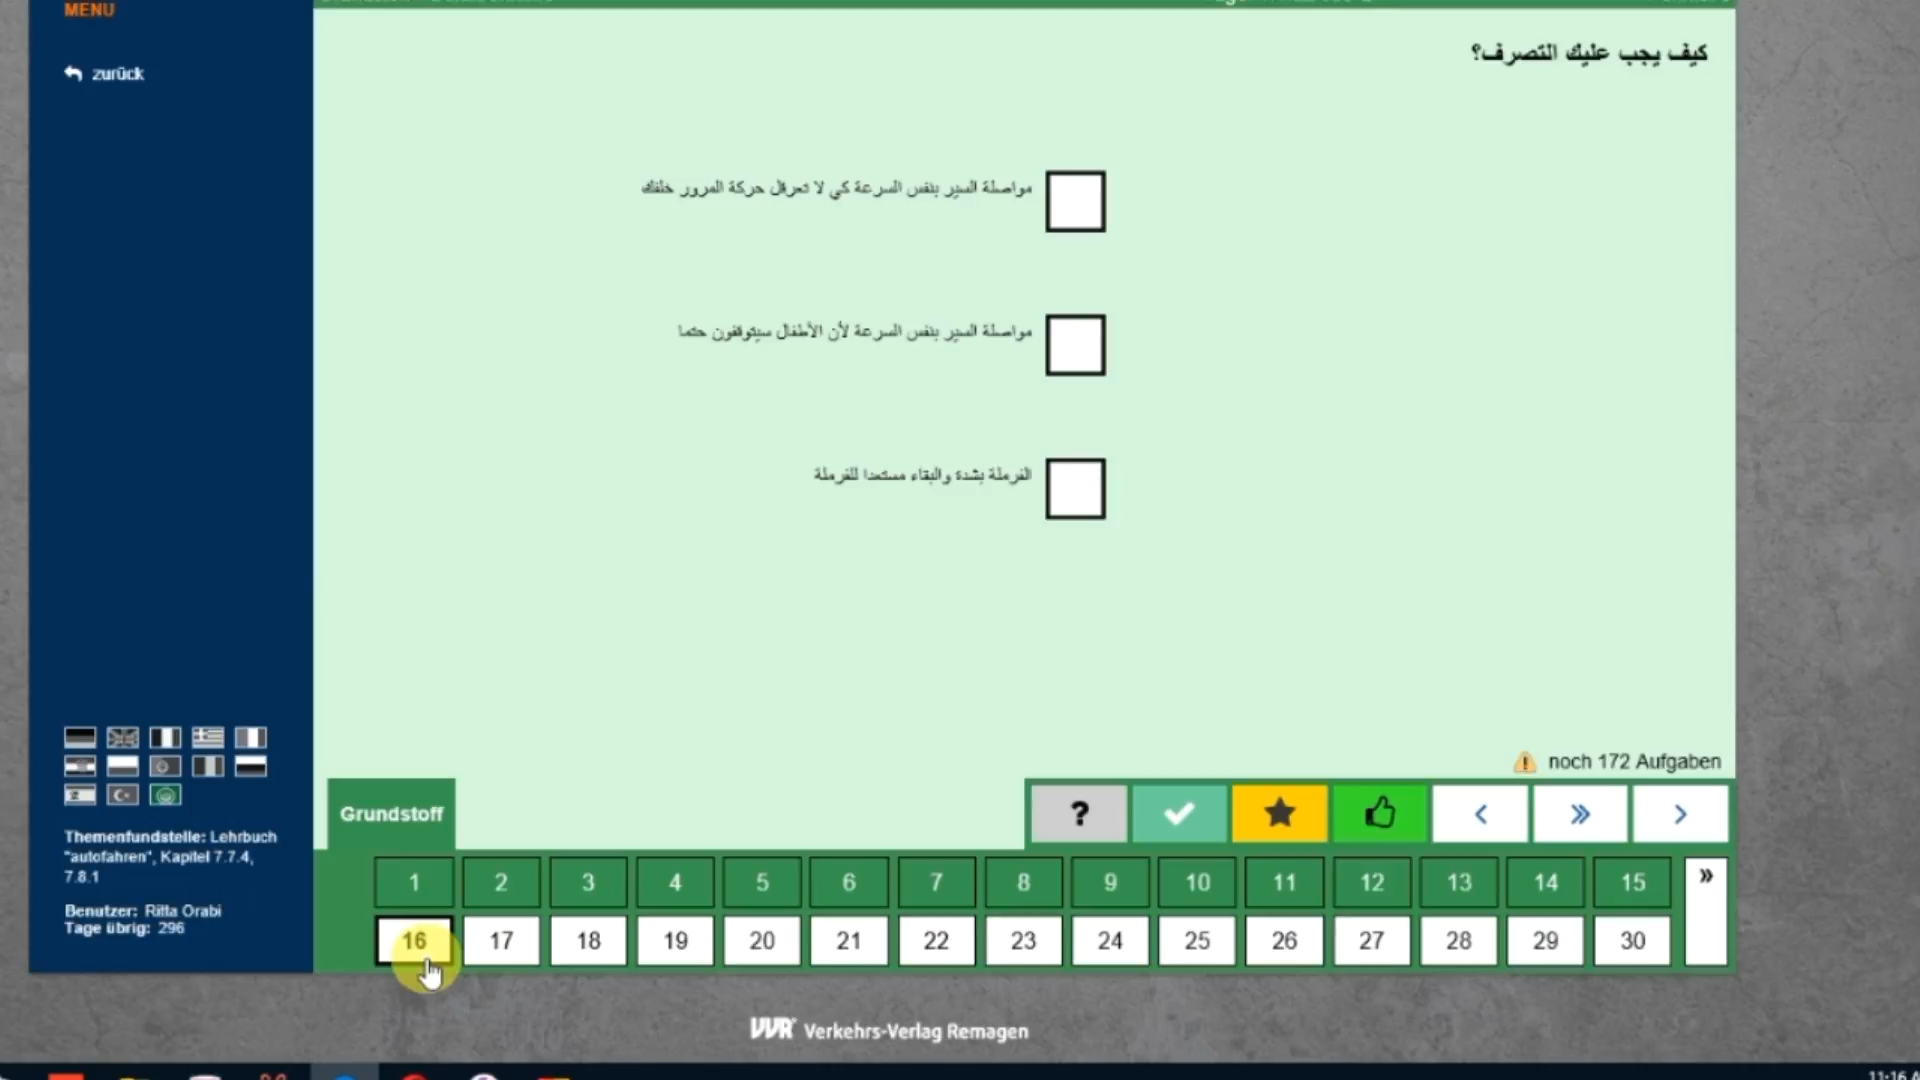 MENU
zurück
كيف يجب عليك التصرف؟
مواصلة السير بنفس السرعة كي لا تعرقل حركة المرور خلفك
مواصلة السير بنفس السرعة لأن الأطفال سيتوقفون حتما
الفرملة بشدة والبقاء مستعدا للفرملة
noch 172 Aufgaben
Grundstoff
?
1 2 3 4 5 6 7 8 9 10 11 12 13 14 15 »
16 17 18 19 20 21 22 23 24 25 26 27 28 29 30
Themenfundstelle: Lehrbuch
"autofahren", Kapitel 7.7.4,
7.8.1
Benutzer: Ritta Orabi
Tage übrig: 296
VVR Verkehrs-Verlag Remagen
11:16